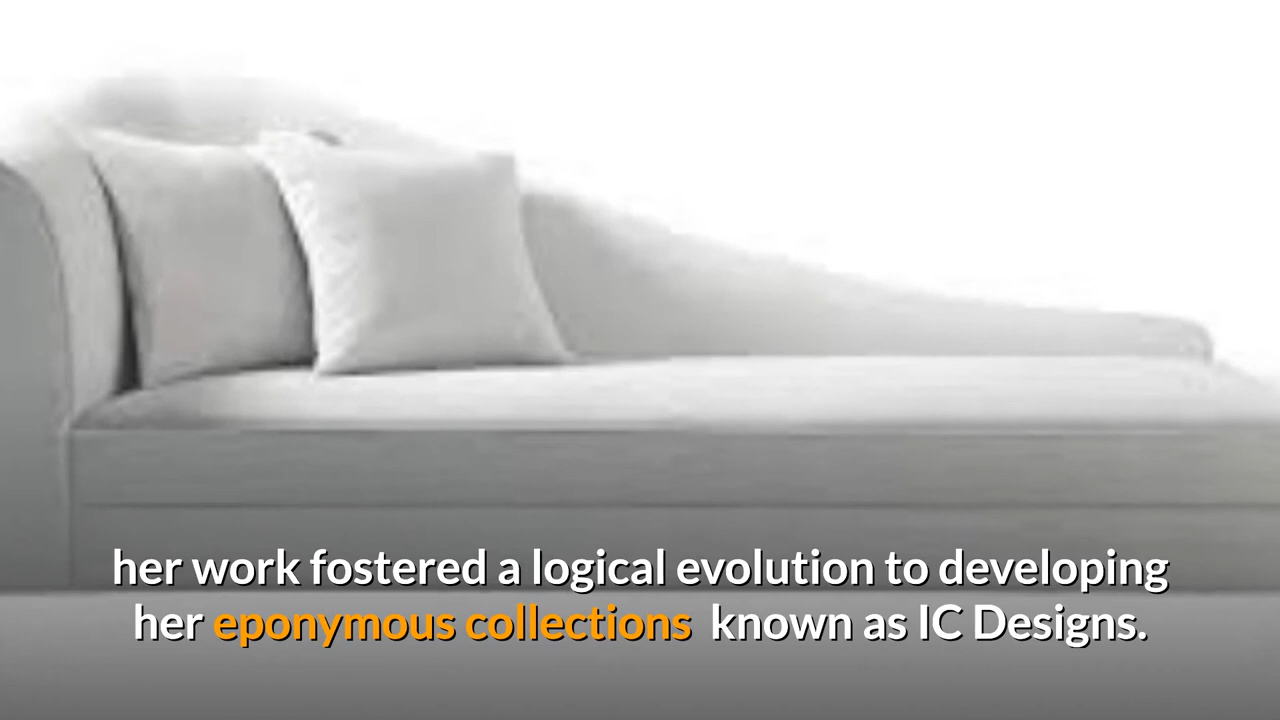 her work fostered a logical evolution to developing
her eponymous collections known as IC Designs.